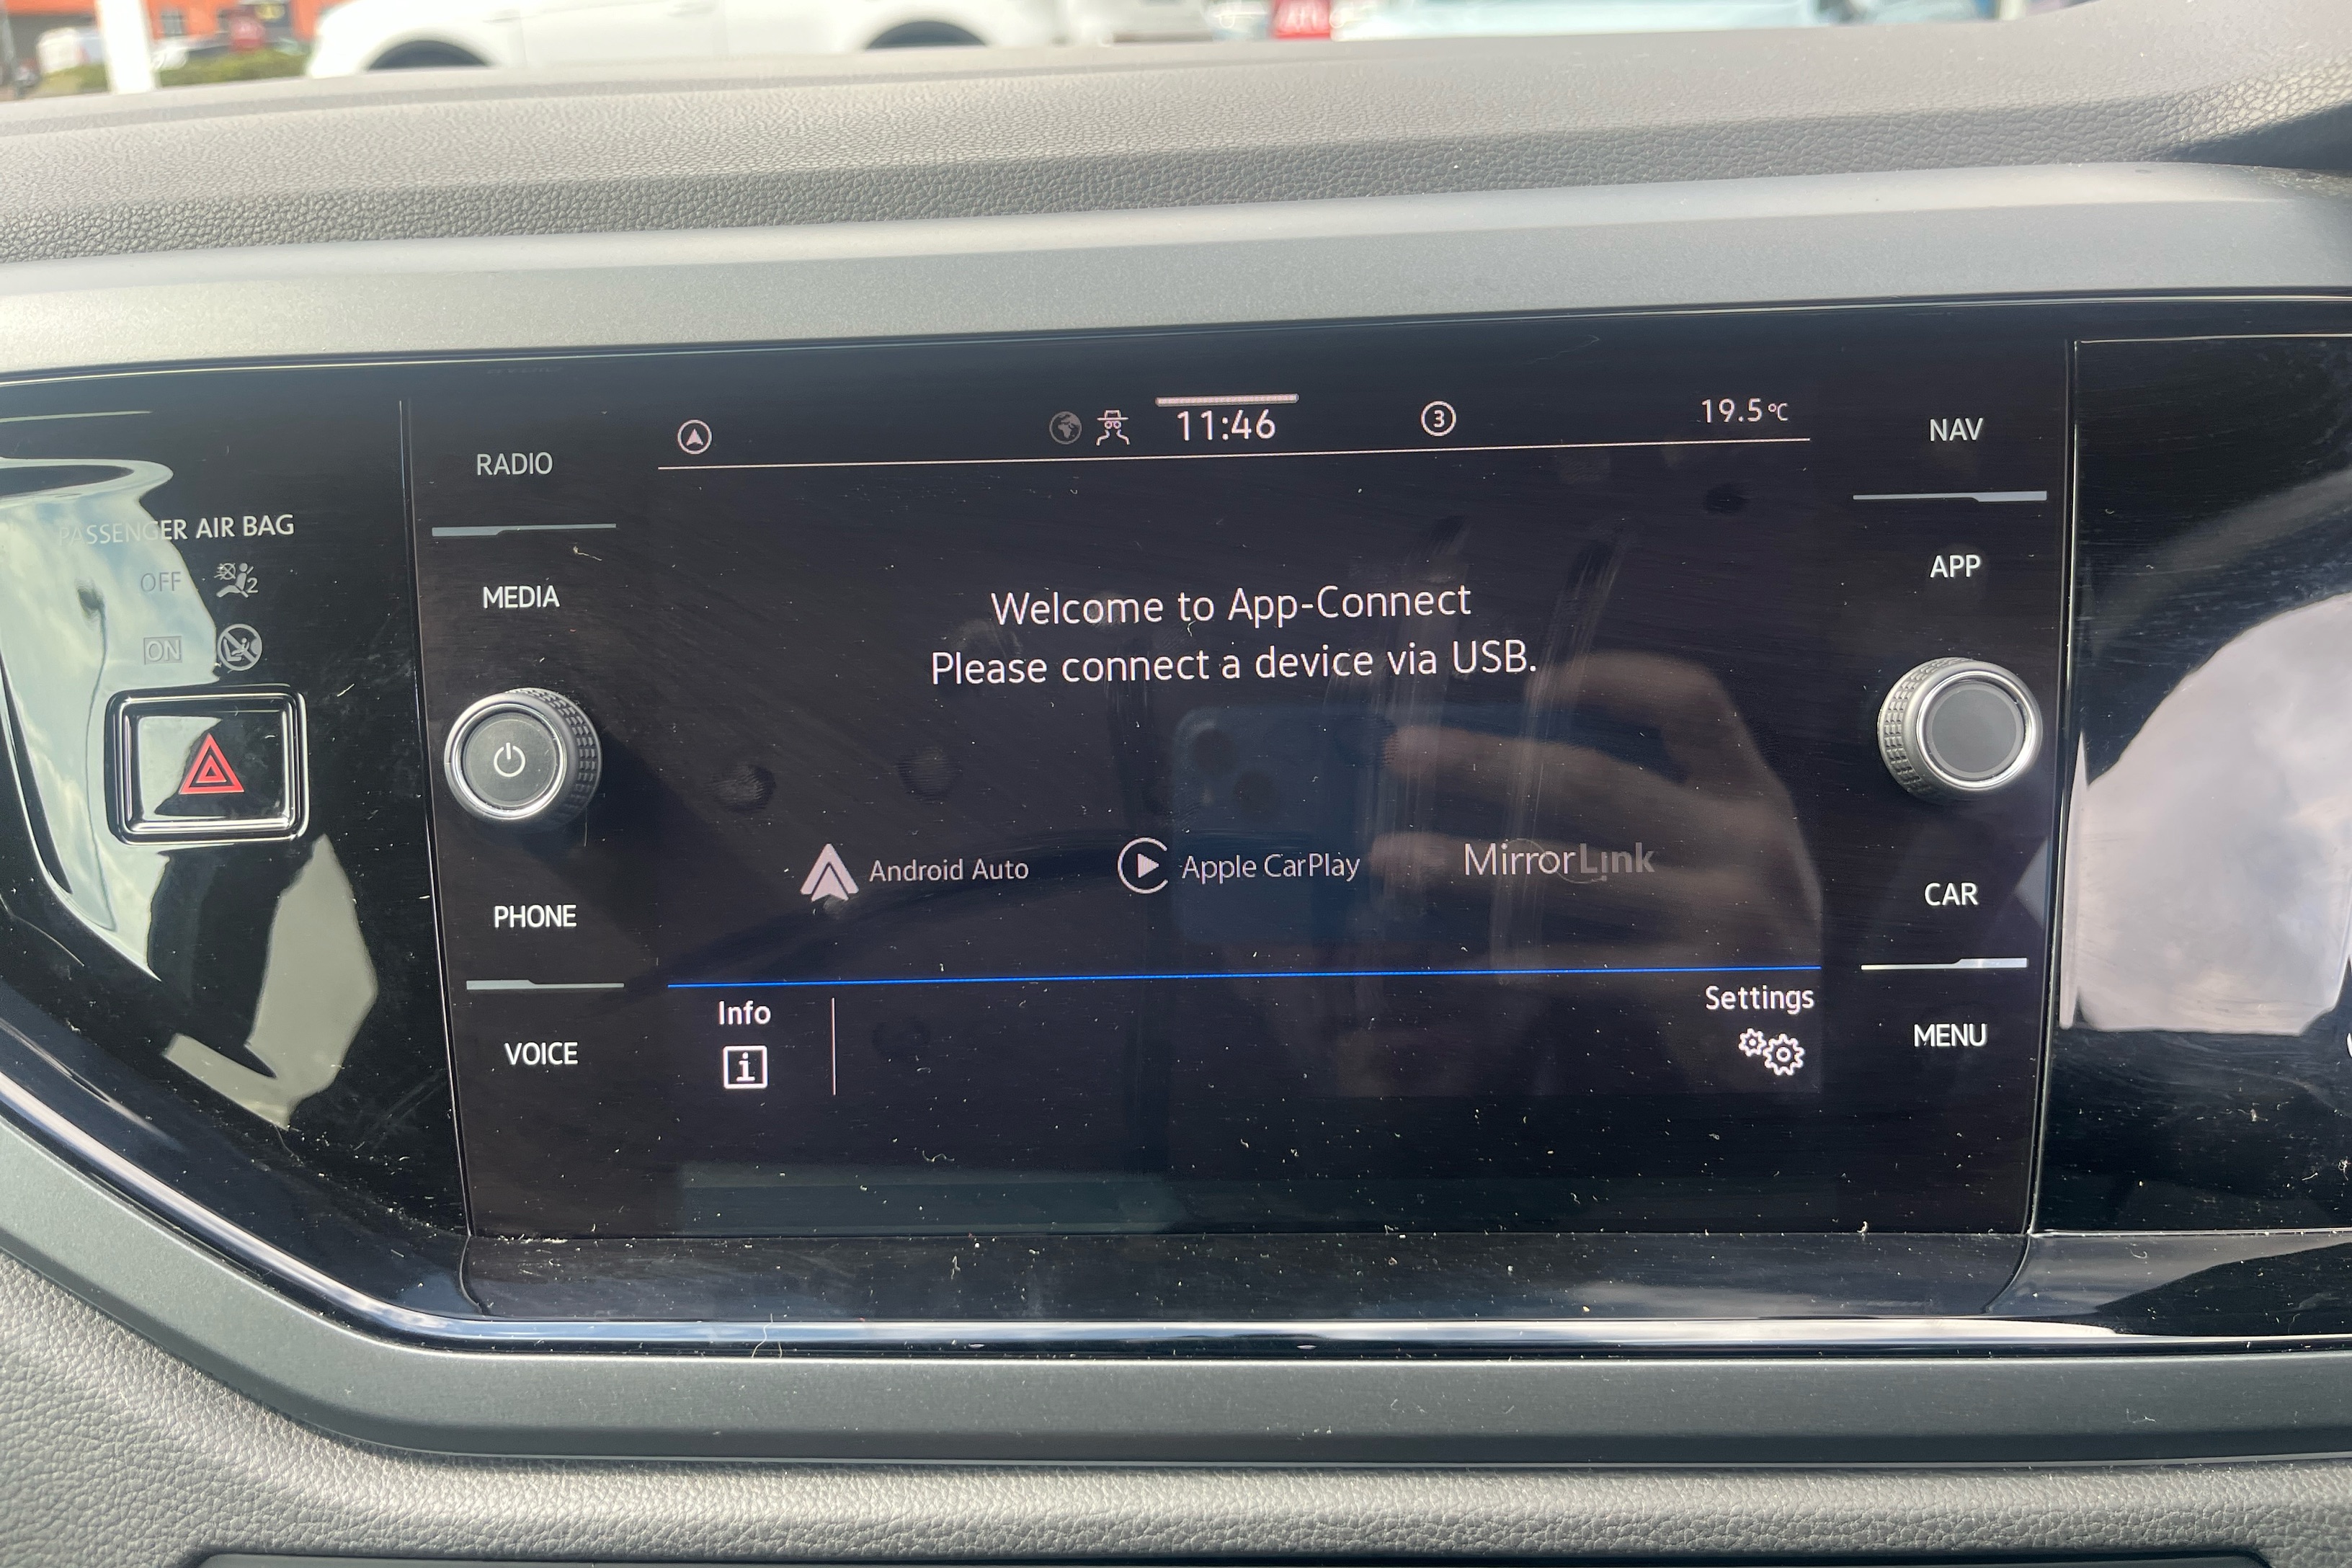 11:46
3
19.5°C
RADIO
MEDIA
PHONE
VOICE
NAV
APP
CAR
MENU
PASSENGER AIR BAG
OFF
2
ON
Welcome to App-Connect
Please connect a device via USB.
Android Auto
Apple CarPlay
MirrorLink
Info
Settings